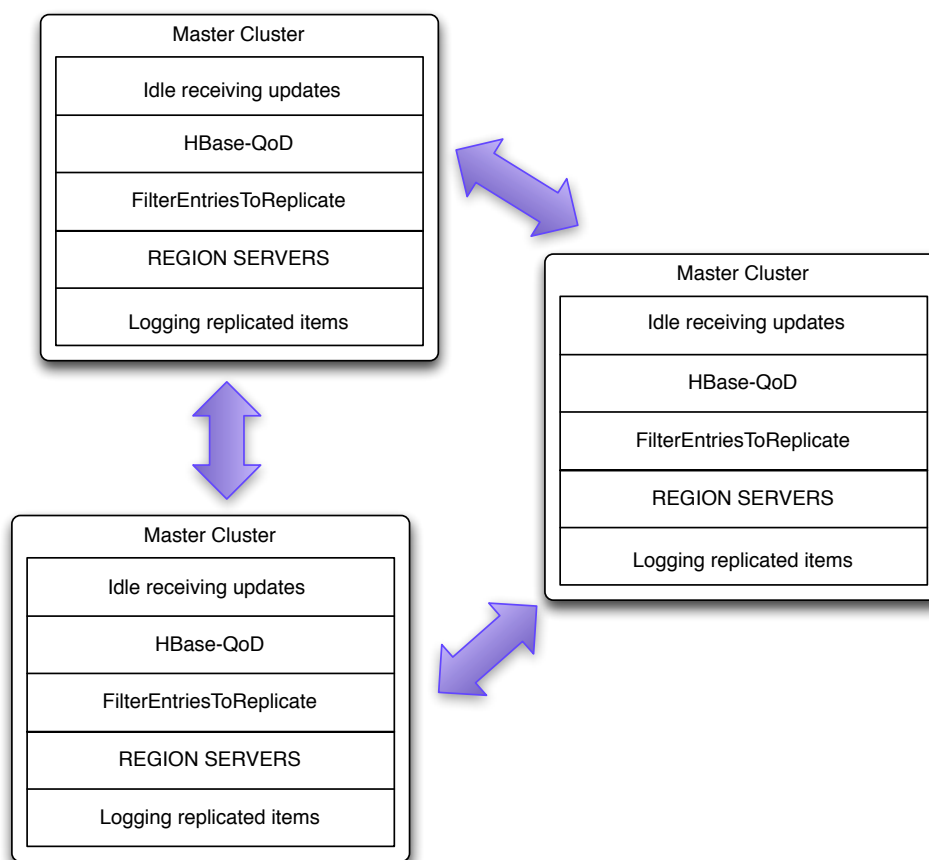 Master Cluster
Idle receiving updates
HBase-QoD
FilterEntriesToReplicate
REGION SERVERS
Logging replicated items
Master Cluster
Idle receiving updates
HBase-QoD
FilterEntriesToReplicate
REGION SERVERS
Logging replicated items
Master Cluster
Idle receiving updates
HBase-QoD
FilterEntriesToReplicate
REGION SERVERS
Logging replicated items